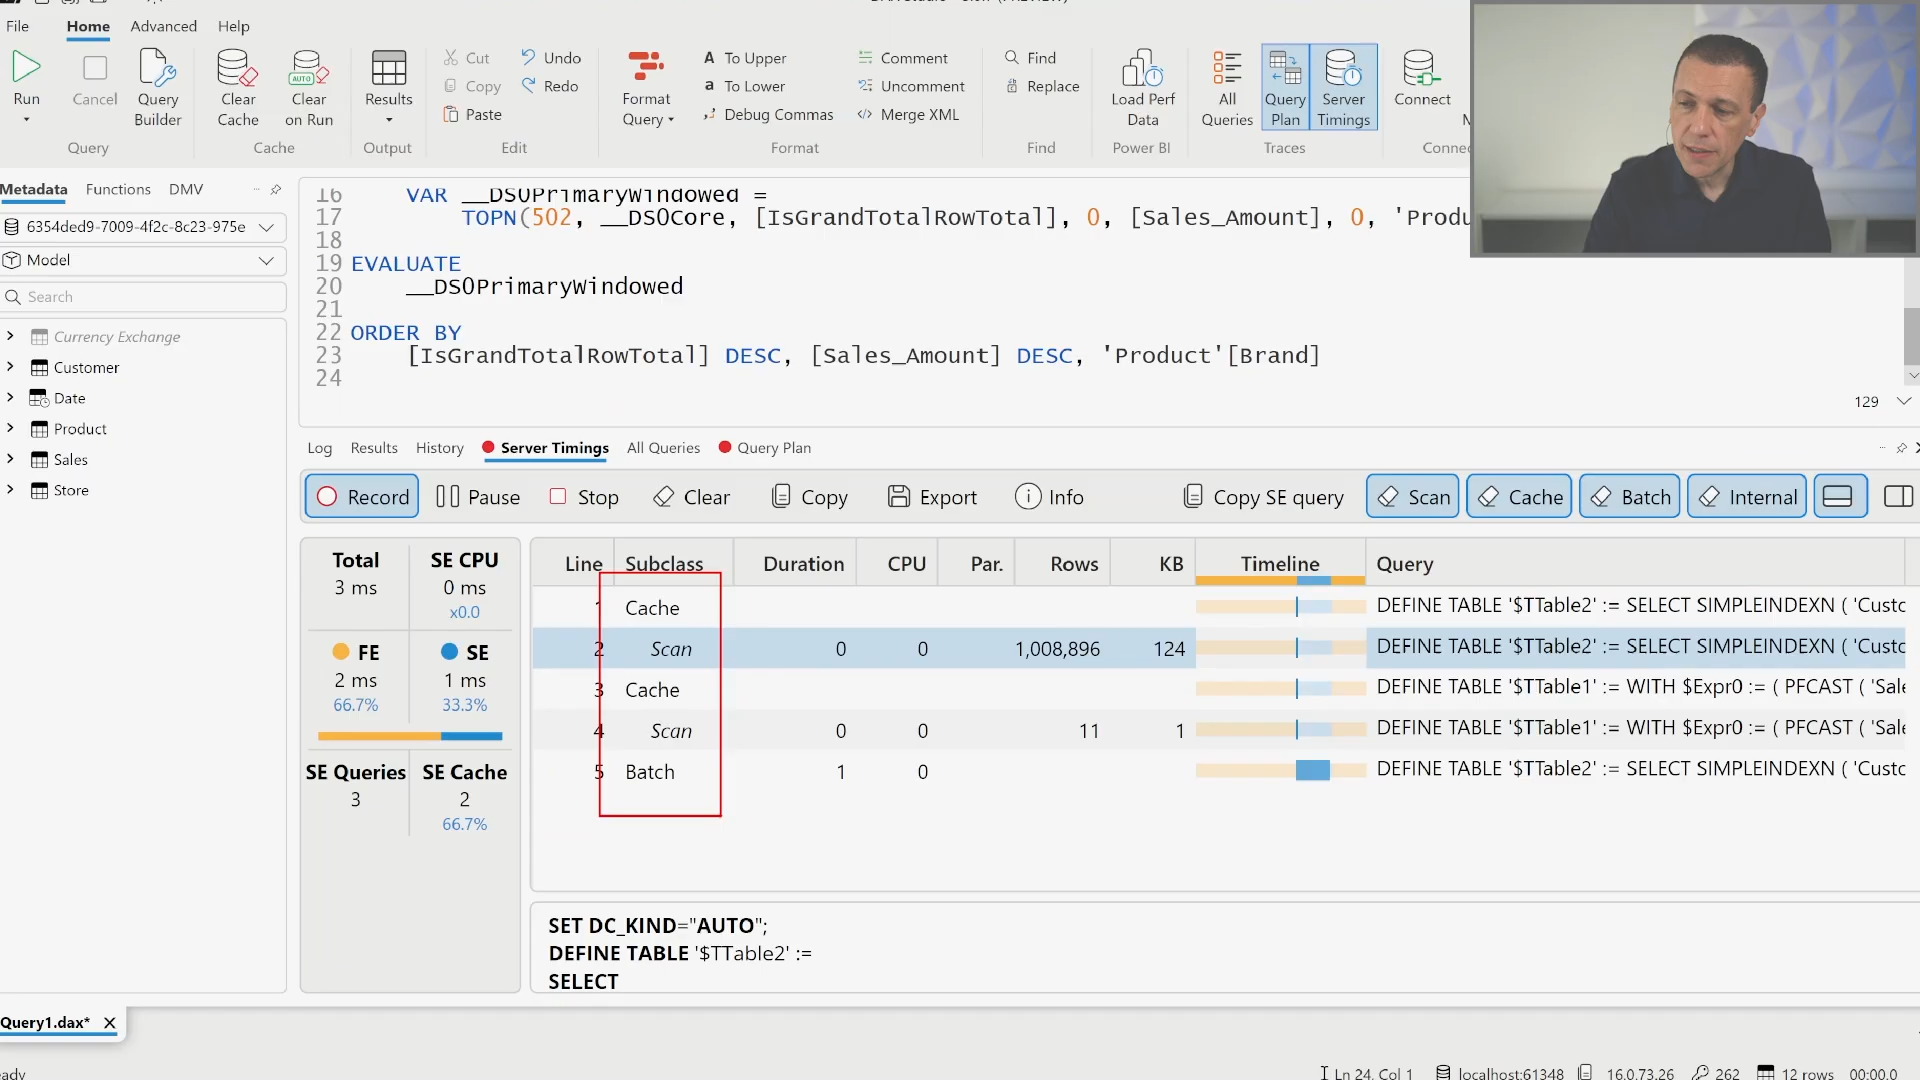 File Home Advanced Help
Run
Cancel
Query
Builder
Query
Clear
Cache
AUTO
Clear
on Run
Cache
Results
Output
Cut
Copy
Paste
Undo
Redo
Edit
Format
Query
To Upper
To Lower
Debug Commas
Comment
Uncomment
Merge XML
Format
Find
Replace
Find
Load Perf
Data
Power BI
All
Queries
Query
Plan
Server
Timings
Traces
Connect
Metadata Functions DMV
6354ded9-7009-4f2c-8c23-975e
Model
Search
Currency Exchange
Customer
Date
Product
Sales
Store
16 VAR __DS0PrimaryWindowed =
17 TOPN(502, __DS0Core, [IsGrandTotalRowTotal], 0, [Sales_Amount], 0, 'Produ
18
19 EVALUATE
20 __DS0PrimaryWindowed
21
22 ORDER BY
23 [IsGrandTotalRowTotal] DESC, [Sales_Amount] DESC, 'Product'[Brand]
24
129
Log Results History Server Timings All Queries Query Plan
Record Pause Stop Clear Copy Export Info Copy SE query Scan Cache Batch Internal
Total SE CPU
3 ms 0 ms
x0.0
FE SE
2 ms 1 ms
66.7% 33.3%
SE Queries SE Cache
3 2
66.7%
Line Subclass Duration CPU Par. Rows KB Timeline Query
1 Cache DEFINE TABLE '$TTable2' := SELECT SIMPLEINDEXN ( 'Custo
2 Scan 0 0 1,008,896 124 DEFINE TABLE '$TTable2' := SELECT SIMPLEINDEXN ( 'Custo
3 Cache DEFINE TABLE '$TTable1' := WITH $Expr0 := ( PFCAST ( 'Sale
4 Scan 0 0 11 1 DEFINE TABLE '$TTable1' := WITH $Expr0 := ( PFCAST ( 'Sale
5 Batch 1 0 DEFINE TABLE '$TTable2' := SELECT SIMPLEINDEXN ( 'Custo
SET DC_KIND="AUTO";
DEFINE TABLE '$TTable2' :=
SELECT
Query1.dax*
eady Ln 24, Col 1 localhost:61348 16.0.73.26 262 12 rows 00:00.0